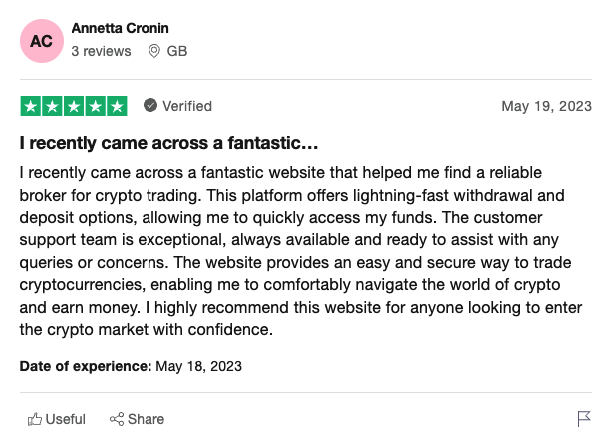 AC
Annetta Cronin
3 reviews GB
Verified May 19, 2023
I recently came across a fantastic...
I recently came across a fantastic website that helped me find a reliable
broker for crypto trading. This platform offers lightning-fast withdrawal and
deposit options, allowing me to quickly access my funds. The customer
support team is exceptional, always available and ready to assist with any
queries or concerns. The website provides an easy and secure way to trade
cryptocurrencies, enabling me to comfortably navigate the world of crypto
and earn money. I highly recommend this website for anyone looking to enter
the crypto market with confidence.
Date of experience: May 18, 2023
Useful Share